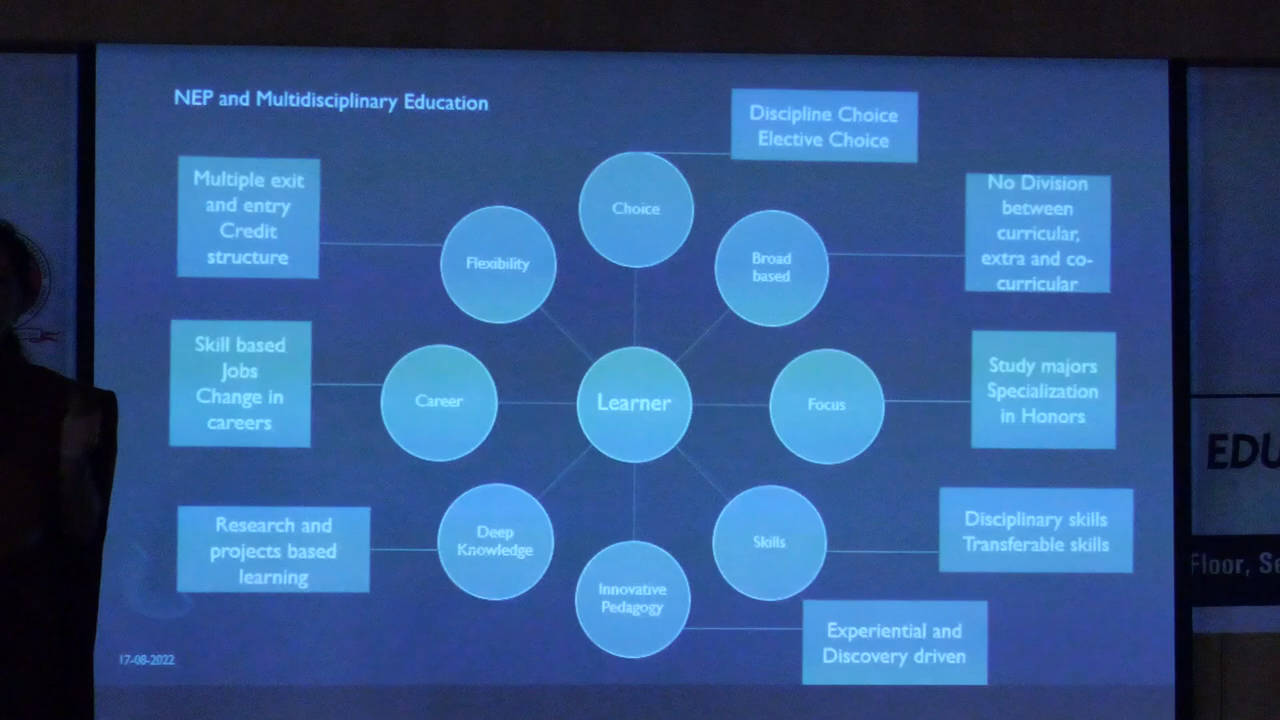 NEP and Multidisciplinary Education
Discipline Choice
Elective Choice
Multiple exit
and entry
Credit
structure
No Division
between
curricular,
extra and co-
curricular
Choice
Flexibility
Broad
based
Skill based
Jobs
Change in
careers
Career
Learner
Focus
Study majors
Specialization
in Honors
Research and
projects based
learning
Deep
Knowledge
Skills
Disciplinary skills
Transferable skills
Innovative
Pedagogy
Experiential and
Discovery driven
17-08-2022
EDU
Floor,